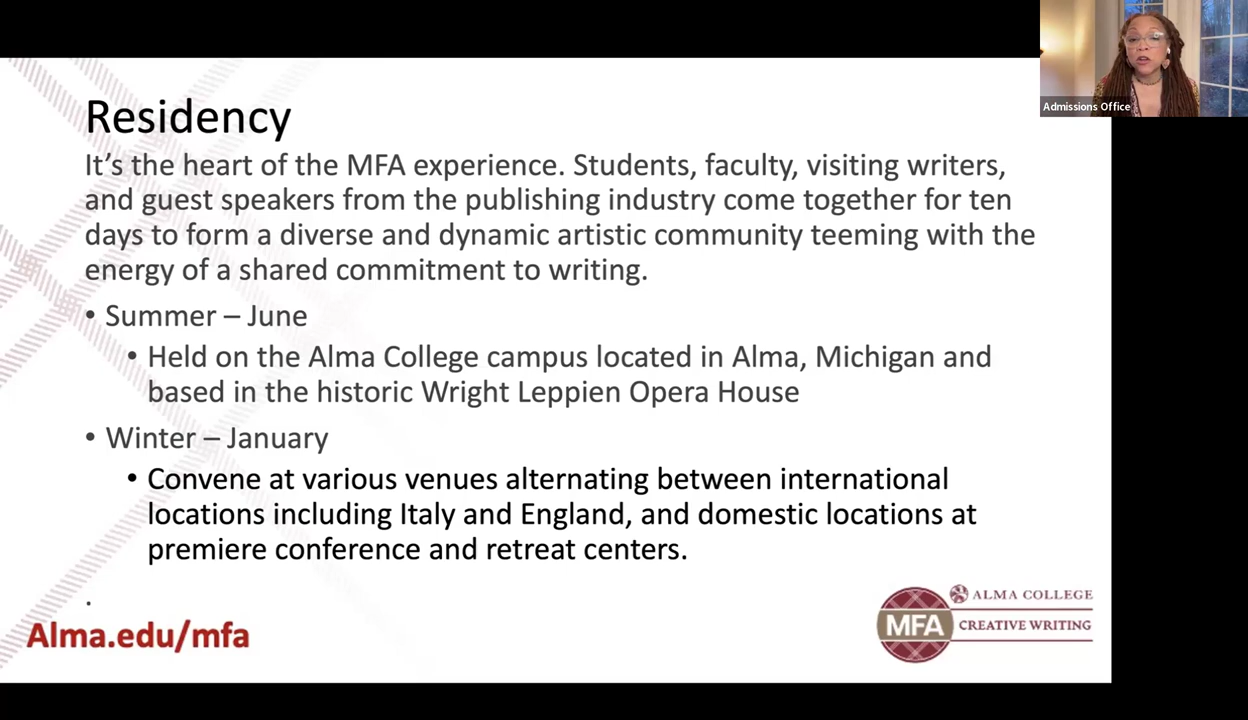 Residency
It’s the heart of the MFA experience. Students, faculty, visiting writers,
and guest speakers from the publishing industry come together for ten
days to form a diverse and dynamic artistic community teeming with the
energy of a shared commitment to writing.
• Summer – June
• Held on the Alma College campus located in Alma, Michigan and
based in the historic Wright Leppien Opera House
• Winter – January
• Convene at various venues alternating between international
locations including Italy and England, and domestic locations at
premiere conference and retreat centers.
.
Alma.edu/mfa
MFA
ALMA COLLEGE
CREATIVE WRITING
Admissions Office